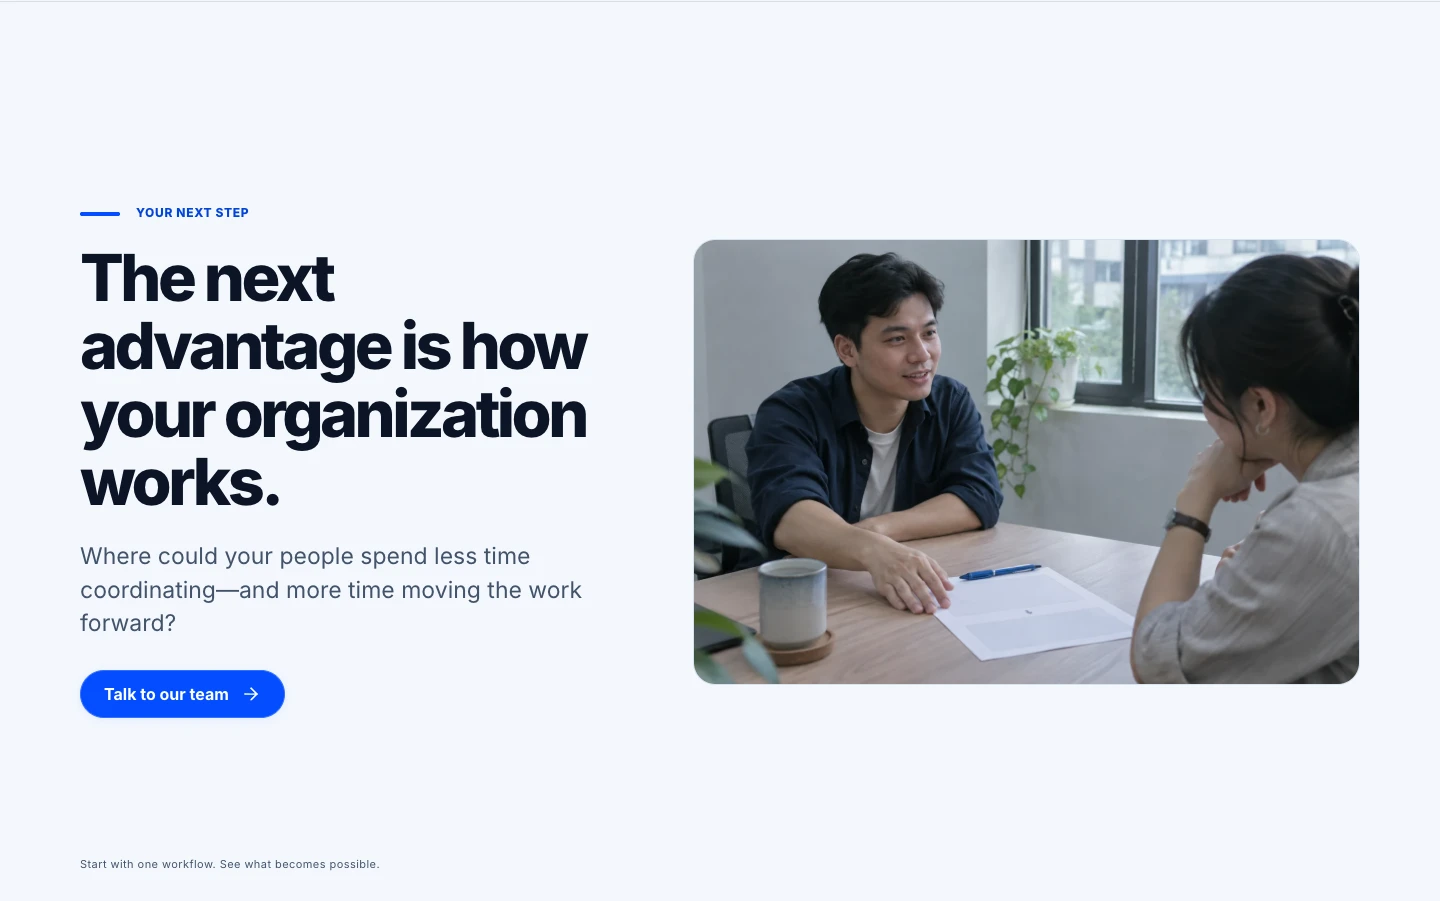 YOUR NEXT STEP
The next
advantage is how
your organization
works.
Where could your people spend less time
coordinating—and more time moving the work
forward?
Talk to our team
Start with one workflow. See what becomes possible.